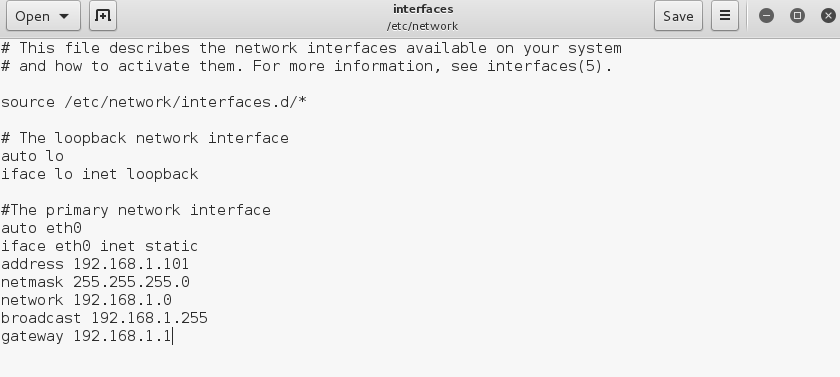 Open
interfaces
/etc/network
Save
# This file describes the network interfaces available on your system
# and how to activate them. For more information, see interfaces(5).
source /etc/network/interfaces.d/*
# The loopback network interface
auto lo
iface lo inet loopback
#The primary network interface
auto eth0
iface eth0 inet static
address 192.168.1.101
netmask 255.255.255.0
network 192.168.1.0
broadcast 192.168.1.255
gateway 192.168.1.1